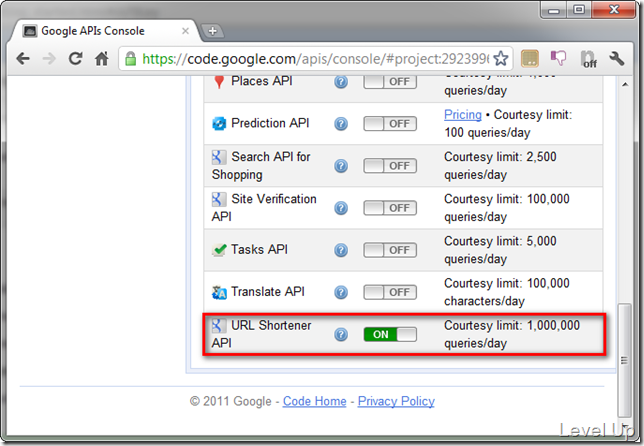 Google APIs Console
https://code.google.com/apis/console/#project:2923996
off
Places API
OFF
queries/day
Prediction API
OFF
Pricing • Courtesy limit:
100 queries/day
Search API for
Shopping
OFF
Courtesy limit: 2,500
queries/day
Site Verification
API
OFF
Courtesy limit: 100,000
queries/day
Tasks API
OFF
Courtesy limit: 5,000
queries/day
Translate API
OFF
Courtesy limit: 100,000
characters/day
URL Shortener
API
ON
Courtesy limit: 1,000,000
queries/day
© 2011 Google - Code Home - Privacy Policy
Level Up